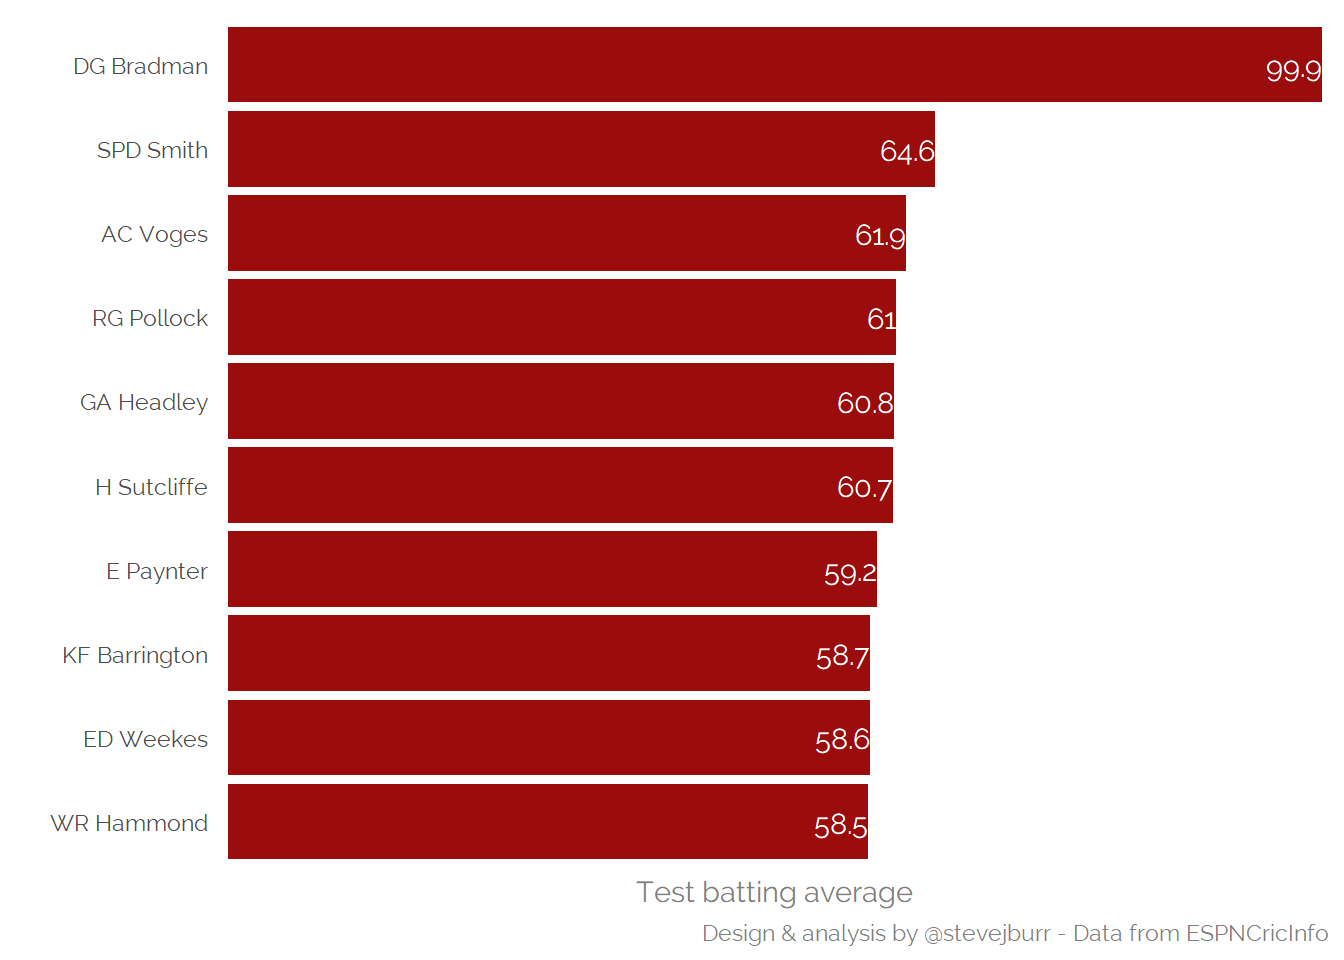 DG Bradman 99.9
SPD Smith 64.6
AC Voges 61.9
RG Pollock 61
GA Headley 60.8
H Sutcliffe 60.7
E Paynter 59.2
KF Barrington 58.7
ED Weekes 58.6
WR Hammond 58.5
Test batting average
Design & analysis by @stevejburr - Data from ESPNCricInfo